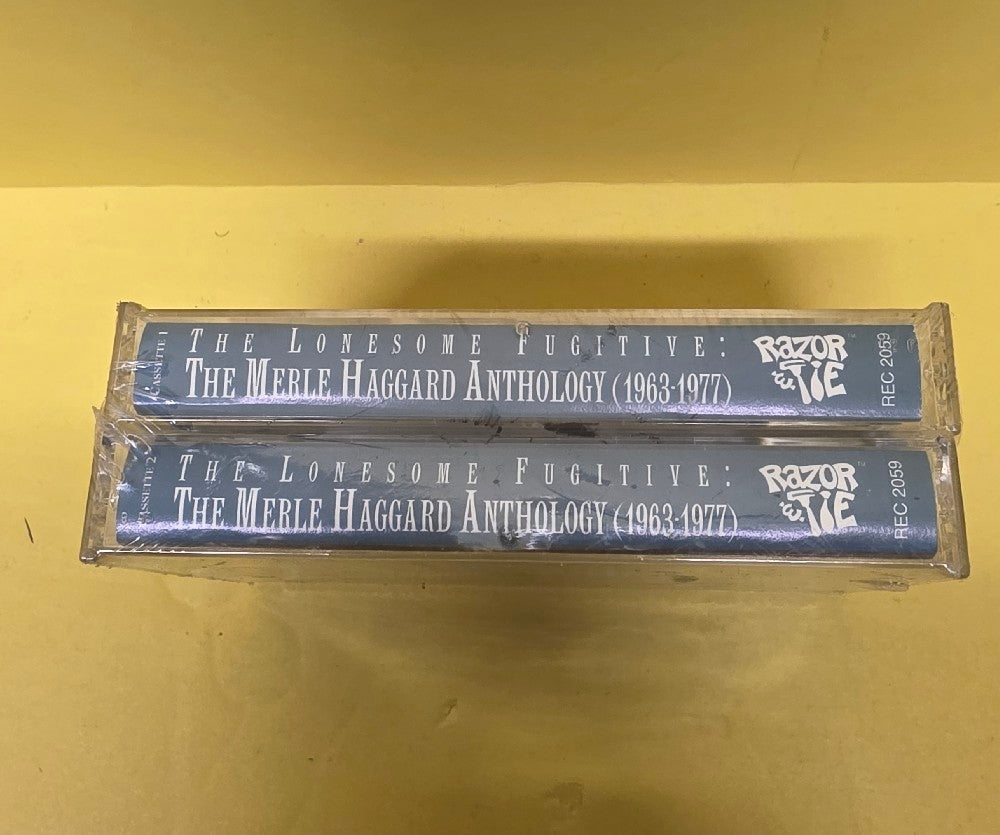 CASSETTE 1
THE LONESOME FUGITIVE:
THE MERLE HAGGARD ANTHOLOGY (1963-1977)
RAZOR
& TIE
REC 2059
CASSETTE 2
THE LONESOME FUGITIVE:
THE MERLE HAGGARD ANTHOLOGY (1963-1977)
RAZOR
& TIE
REC 2059